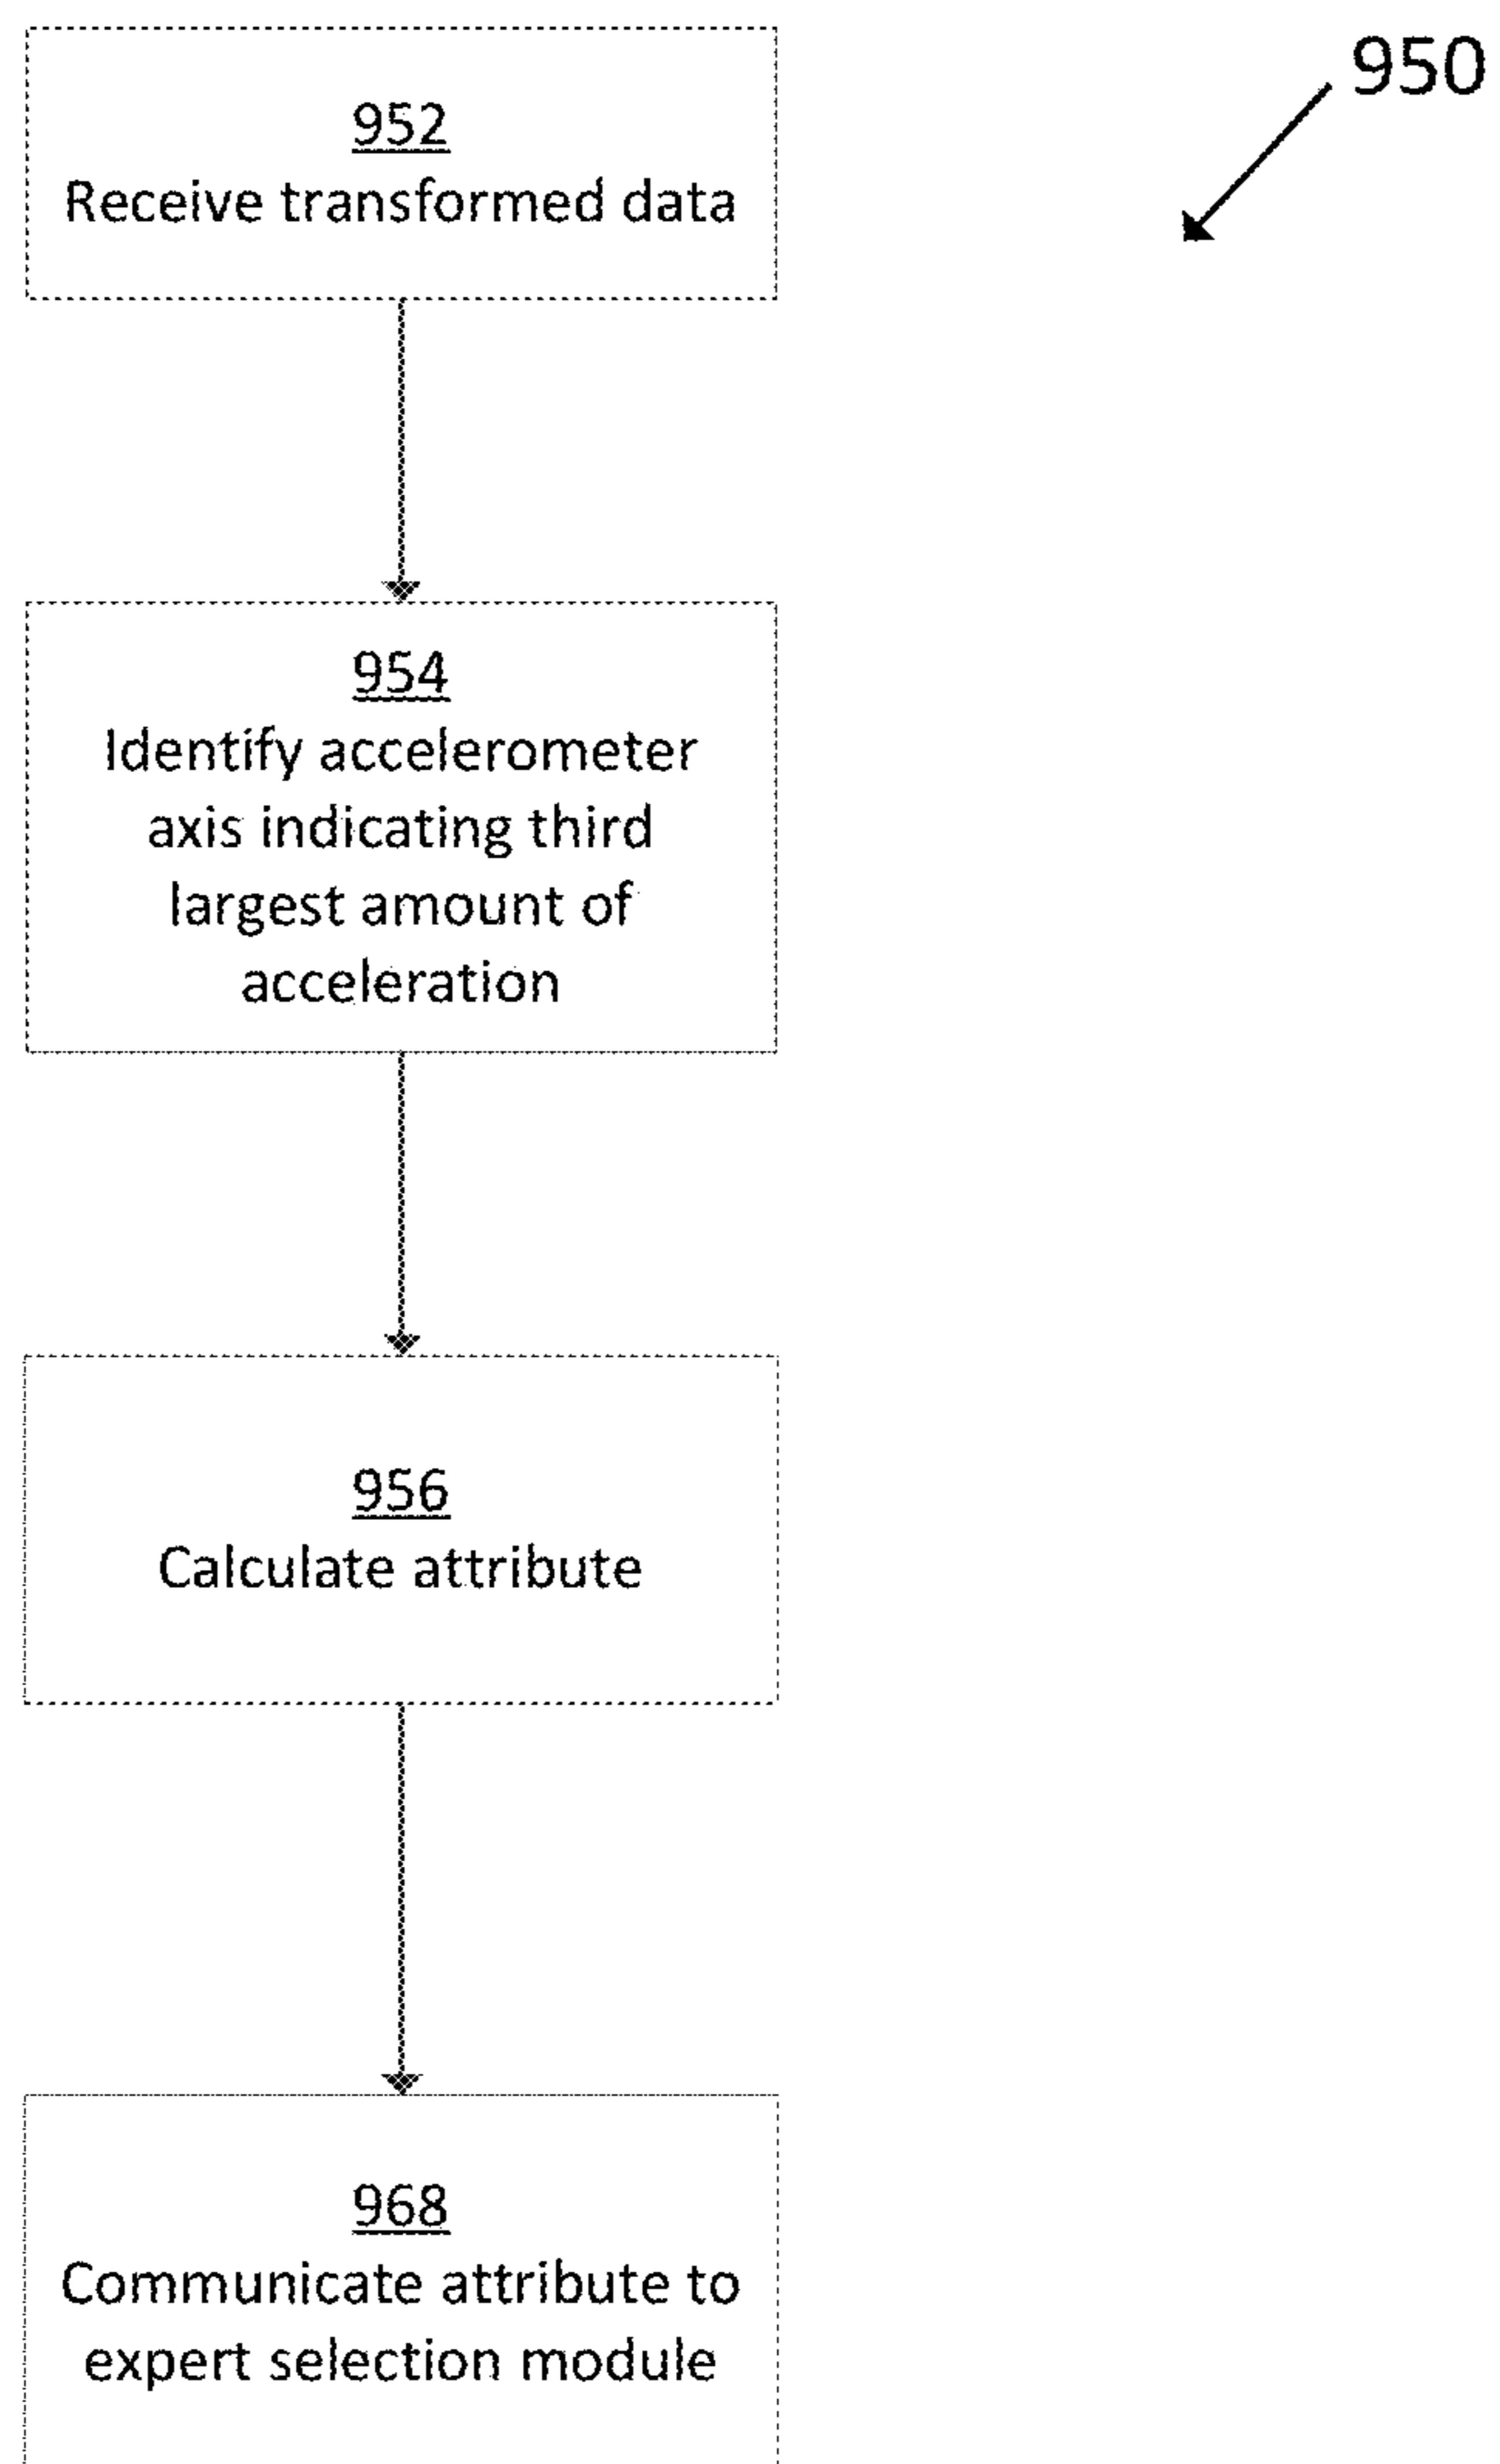 950
952
Receive transformed data
954
Identify accelerometer
axis indicating third
largest amount of
acceleration
956
Calculate attribute
968
Communicate attribute to
expert selection module